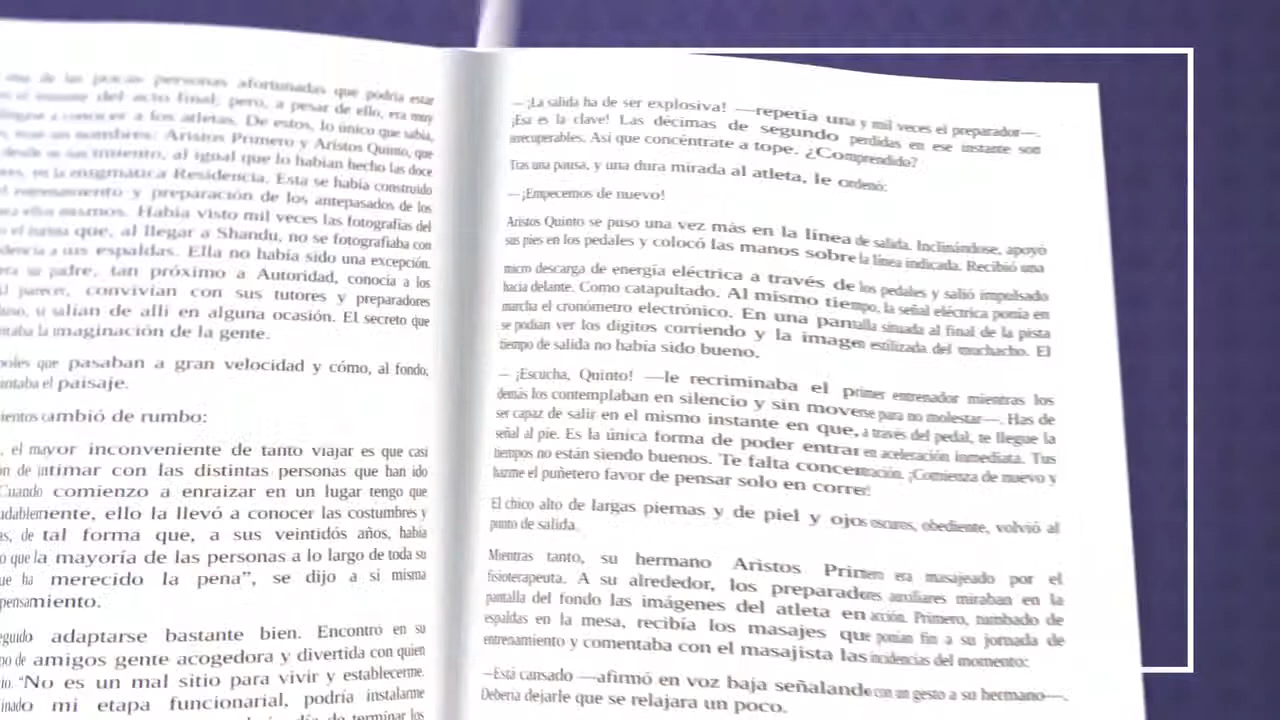 podría estar
del acto final; pero, a pesar de ello, era muy
a conocer a los atletas. De estos, lo único que sabía,
nombres: Aristos Primero y Aristos Quinto, que
al igual que lo habían hecho las doce
en la enigmática Residencia. Esta se había construido
y preparación de los antepasados de los
ellos mismos. Había visto mil veces las fotografías del
que, al llegar a Shandu, no se fotografiaba con
a sus espaldas. Ella no había sido una excepción.
su padre, tan próximo a Autoridad, conocía a los
parecer, convivían con sus tutores y preparadores
salían de allí en alguna ocasión. El secreto que
la imaginación de la gente.
que pasaban a gran velocidad y cómo, al fondo,
el paisaje.
cambió de rumbo:
el mayor inconveniente de tanto viajar es que casi
de intimar con las distintas personas que han ido
Cuando comienzo a enraizar en un lugar tengo que
ello la llevó a conocer las costumbres y
de tal forma que, a sus veintidós años, había
que la mayoría de las personas a lo largo de toda su
ha merecido la pena”, se dijo a sí misma
adaptarse bastante bien. Encontró en su
de amigos gente acogedora y divertida con quien
“No es un mal sitio para vivir y establecerme.
mi etapa funcionarial, podría instalarme
de terminar los
—¡La salida ha de ser explosiva! —repetía una y mil veces el preparador—.
¡Esa es la clave! Las décimas de segundo perdidas en ese instante son
irrecuperables. Así que concéntrate a tope. ¿Comprendido?
Tras una pausa, y una dura mirada al atleta, le ordenó:
—¡Empecemos de nuevo!
Aristos Quinto se puso una vez más en la línea de salida. Inclinándose, apoyó
sus pies en los pedales y colocó las manos sobre la línea indicada. Recibió una
micro descarga de energía eléctrica a través de los pedales y salió impulsado
hacia delante. Como catapultado. Al mismo tiempo, la señal eléctrica ponía en
marcha el cronómetro electrónico. En una pantalla situada al final de la pista
se podían ver los dígitos corriendo y la imagen estilizada del muchacho. El
tiempo de salida no había sido bueno.
— ¡Escucha, Quinto! —le recriminaba el primer entrenador mientras los
demás los contemplaban en silencio y sin moverse para no molestar—. Has de
ser capaz de salir en el mismo instante en que, a través del pedal, te llegue la
señal al pie. Es la única forma de poder entrar en aceleración inmediata. Tus
tiempos no están siendo buenos. Te falta concentración. ¡Comienza de nuevo y
hazme el puñetero favor de pensar solo en correr!
El chico alto de largas piernas y de piel y ojos oscuros, obediente, volvió al
punto de salida.
Mientras tanto, su hermano Aristos Primero era masajeado por el
fisioterapeuta. A su alrededor, los preparadores auxiliares miraban en la
pantalla del fondo las imágenes del atleta en acción. Primero, tumbado de
espaldas en la mesa, recibía los masajes que ponían fin a su jornada de
entrenamiento y comentaba con el masajista las incidencias del momento:
—Está cansado —afirmó en voz baja señalando con un gesto a su hermano—.
Debería dejarle que se relajara un poco.